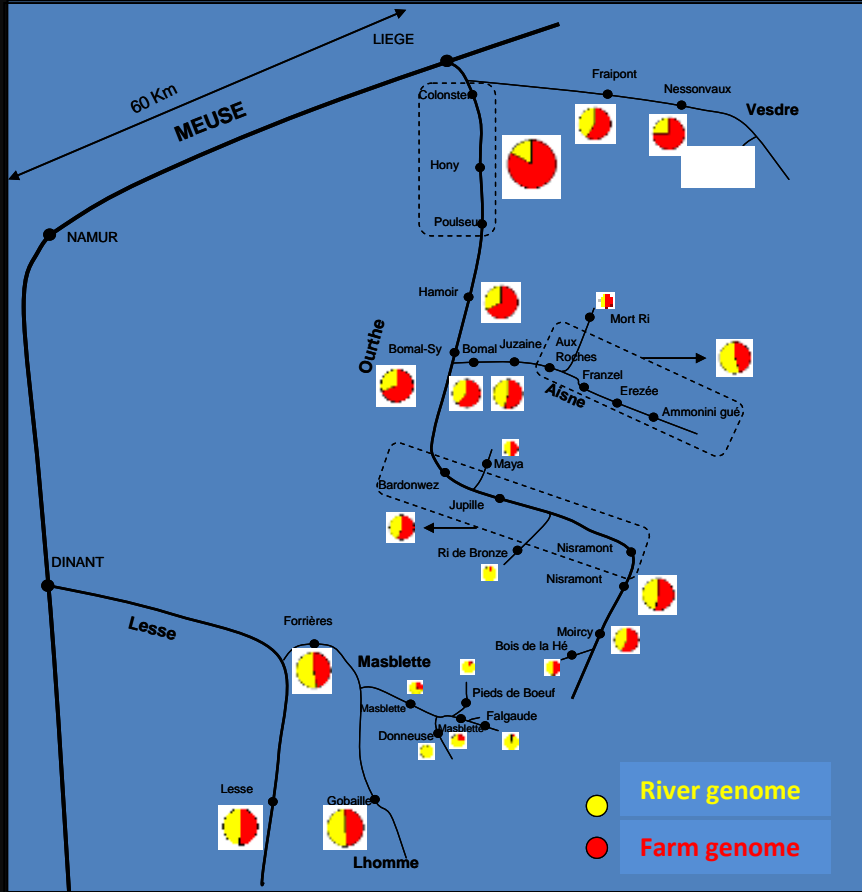 LIEGE
60 Km
MEUSE
Fraipont
Nessonvaux
Vesdre
Colonster
Hony
Poulseur
NAMUR
Hamoir
Mort Ri
Ourthe
Bomal-Sy
Bomal
Juzaine
Aux
Roches
Franzel
Aisne
Erezée
Ammonini gué
Maya
Bardonwez
Jupille
Ri de Bronze
Nisramont
Nisramont
DINANT
Lesse
Forrières
Moircy
Bois de la Hé
Masblette
Pieds de Boeuf
Masblette
Falgaude
Masblette
Donneuse
Lesse
Gobaille
Lhomme
River genome
Farm genome